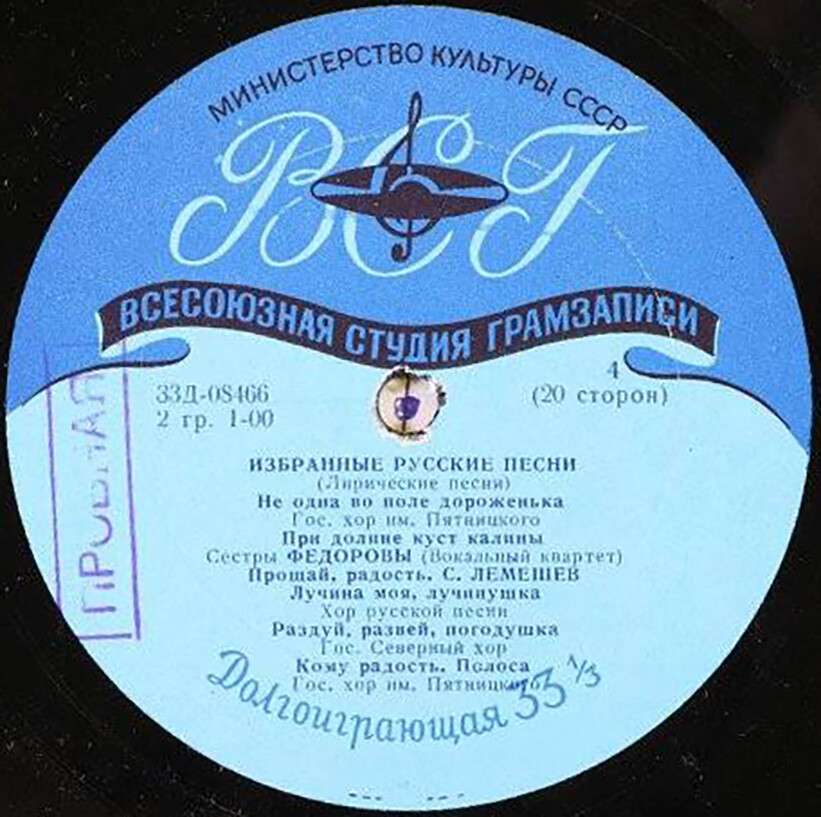 МИНИСТЕРСТВО КУЛЬТУРЫ СССР
ВСГ
ВСЕСОЮЗНАЯ СТУДИЯ ГРАМЗАПИСИ
33Д-08466
2 гр. 1-00
4
(20 сторон)
ПРОБНАЯ
ИЗБРАННЫЕ РУССКИЕ ПЕСНИ
(Лирические песни)
Не одна во поле дороженька
Гос. хор им. Пятницкого
При долине куст калины
Сестры ФЕДОРОВЫ (Вокальный квартет)
Прощай, радость. С. ЛЕМЕШЕВ
Лучина моя, лучинушка
Хор русской песни
Раздуй, развей, погодушка
Гос. Северный хор
Кому радость. Полоса
Гос. хор им. Пятницкого
Долгоиграющая 33 1/3